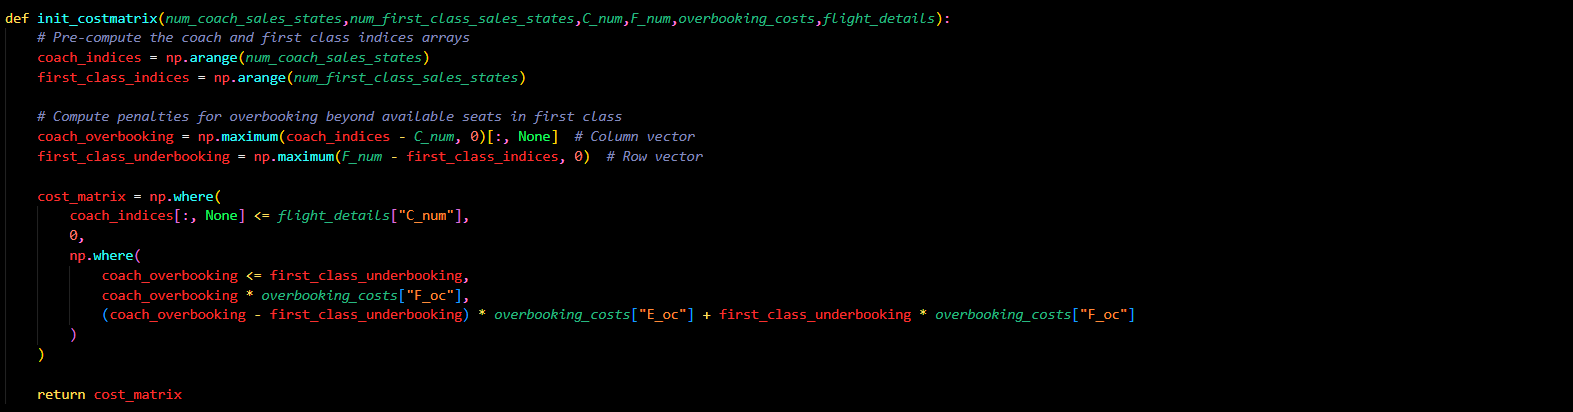 def init_costmatrix(num_coach_sales_states,num_first_class_sales_states,C_num,F_num,overbooking_costs,flight_details):
    # Pre-compute the coach and first class indices arrays
    coach_indices = np.arange(num_coach_sales_states)
    first_class_indices = np.arange(num_first_class_sales_states)

    # Compute penalties for overbooking beyond available seats in first class
    coach_overbooking = np.maximum(coach_indices - C_num, 0)[:, None]  # Column vector
    first_class_underbooking = np.maximum(F_num - first_class_indices, 0)  # Row vector

    cost_matrix = np.where(
        coach_indices[:, None] <= flight_details["C_num"],
        0,
        np.where(
            coach_overbooking <= first_class_underbooking,
            coach_overbooking * overbooking_costs["F_oc"],
            (coach_overbooking - first_class_underbooking) * overbooking_costs["E_oc"] + first_class_underbooking * overbooking_costs["F_oc"]
        )
    )

    return cost_matrix